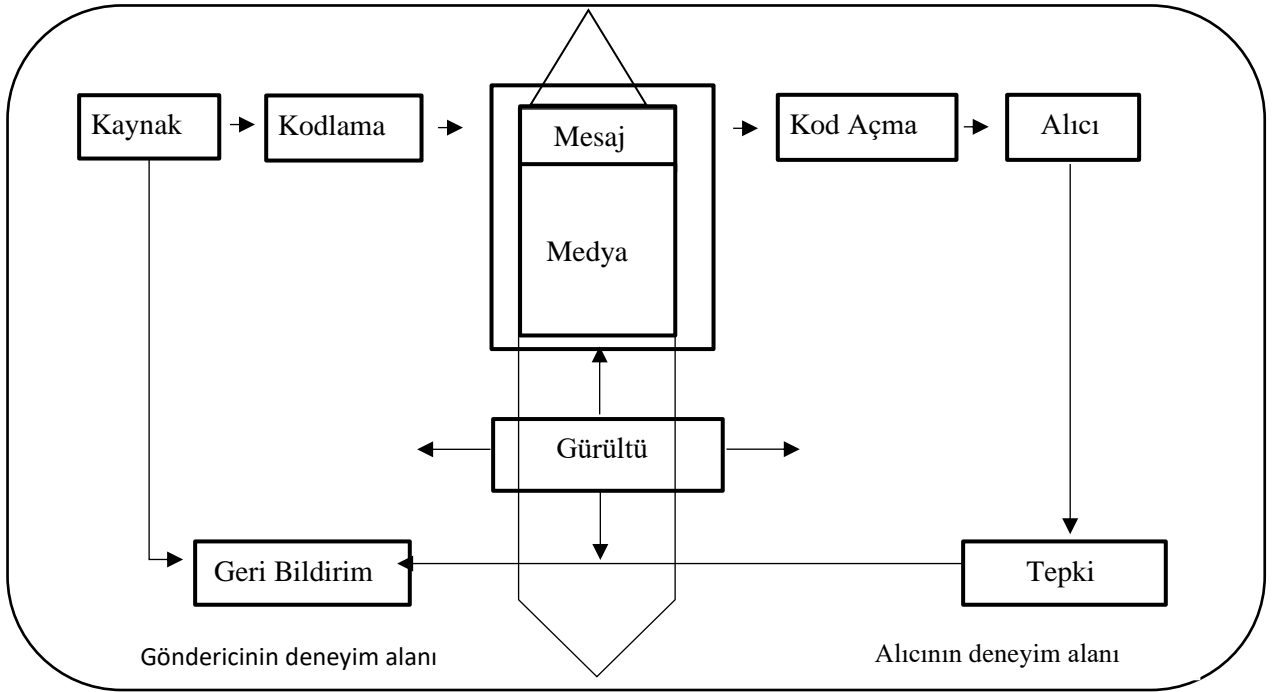 Kaynak
Kodlama
Mesaj
Kod Açma
Alıcı
Medya
Gürültü
Geri Bildirim
Tepki
Göndericinin deneyim alanı
Alıcının deneyim alanı